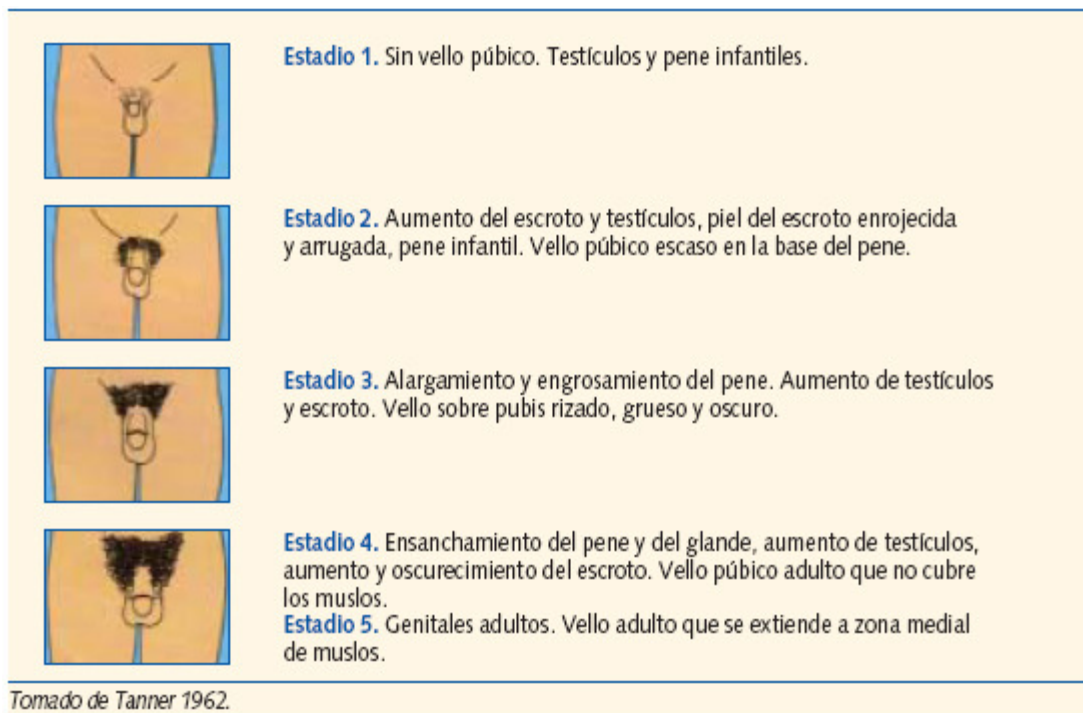 Estadio 1. Sin vello púbico. Testículos y pene infantiles.
Estadio 2. Aumento del escroto y testículos, piel del escroto enrojecida
y arrugada, pene infantil. Vello púbico escaso en la base del pene.
Estadio 3. Alargamiento y engrosamiento del pene. Aumento de testículos
y escroto. Vello sobre pubis rizado, grueso y oscuro.
Estadio 4. Ensanchamiento del pene y del glande, aumento de testículos,
aumento y oscurecimiento del escroto. Vello púbico adulto que no cubre
los muslos.
Estadio 5. Genitales adultos. Vello adulto que se extiende a zona medial
de muslos.
Tomado de Tanner 1962.